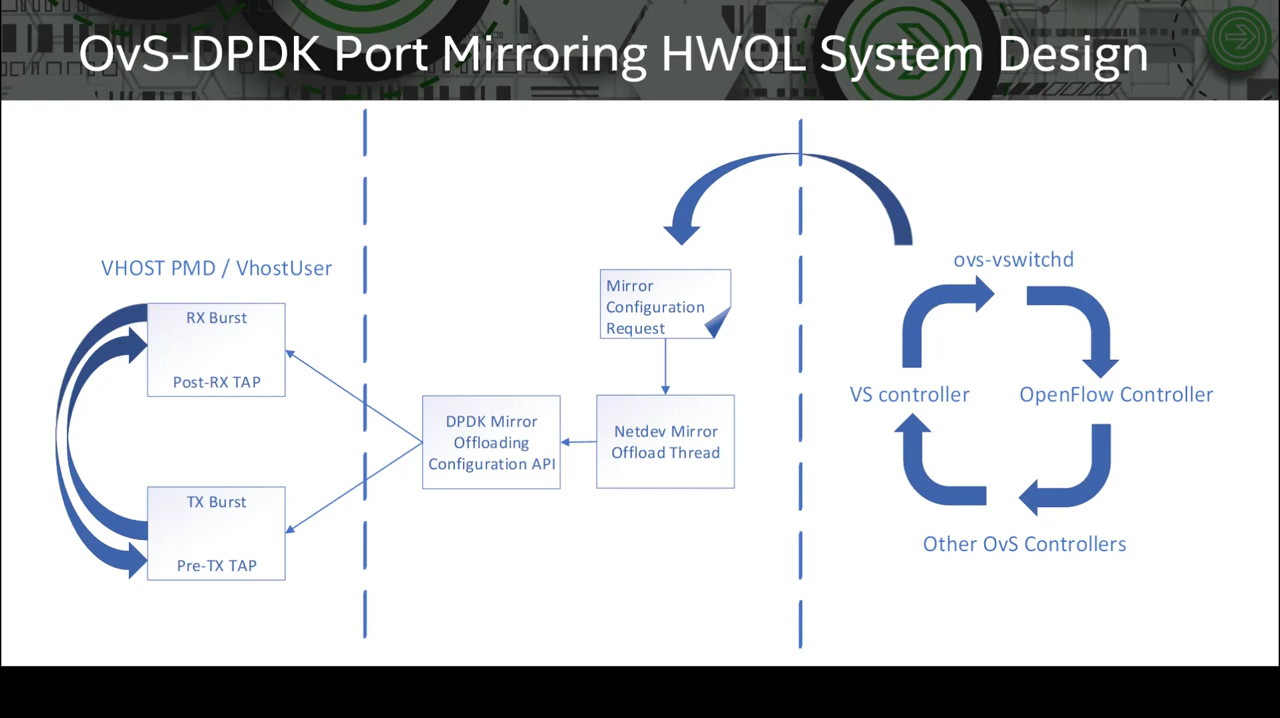 OvS-DPDK Port Mirroring HWOL System Design
VHOST PMD / VhostUser
RX Burst
Post-RX TAP
TX Burst
Pre-TX TAP
DPDK Mirror
Offloading
Configuration API
Mirror
Configuration
Request
Netdev Mirror
Offload Thread
ovs-vswitchd
VS controller
OpenFlow Controller
Other OvS Controllers